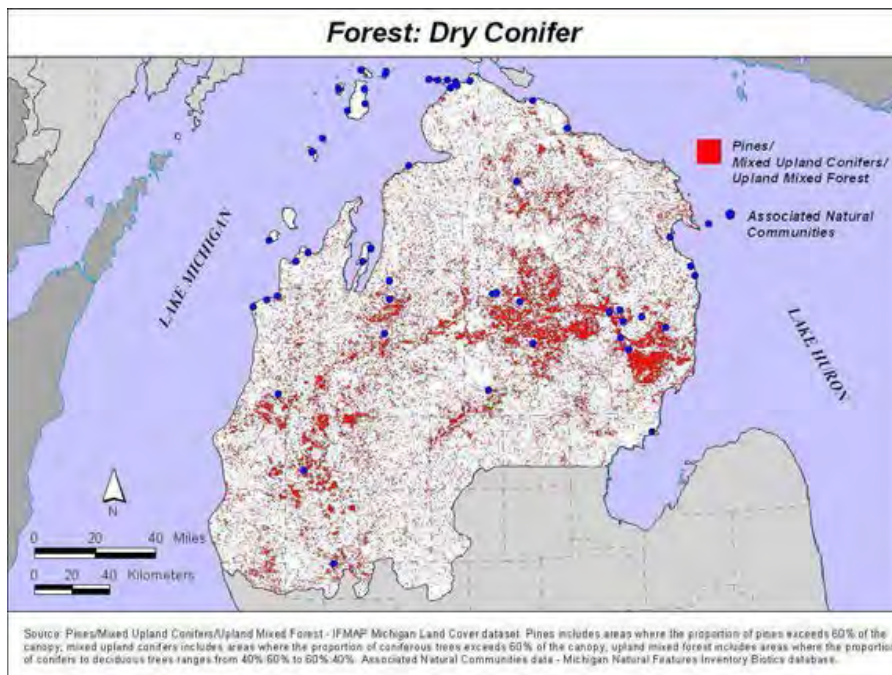 Forest: Dry Conifer
Pines/
Mixed Upland Conifers/
Upland Mixed Forest
Associated Natural
Communities
LAKE MICHIGAN
LAKE HURON
N
0 20 40 Miles
0 20 40 Kilometers
Source: Pines/Mixed Upland Conifers/Upland Mixed Forest - IFMAP Michigan Land Cover dataset. Pines includes areas where the proportion of pines exceeds 60% of the
canopy; mixed upland conifers includes areas where the proportion of coniferous trees exceeds 60% of the canopy; upland mixed forest includes areas where the proportion
of conifers to deciduous trees ranges from 40%:60% to 60%:40%. Associated Natural Communities data - Michigan Natural Features Inventory Biotics database.